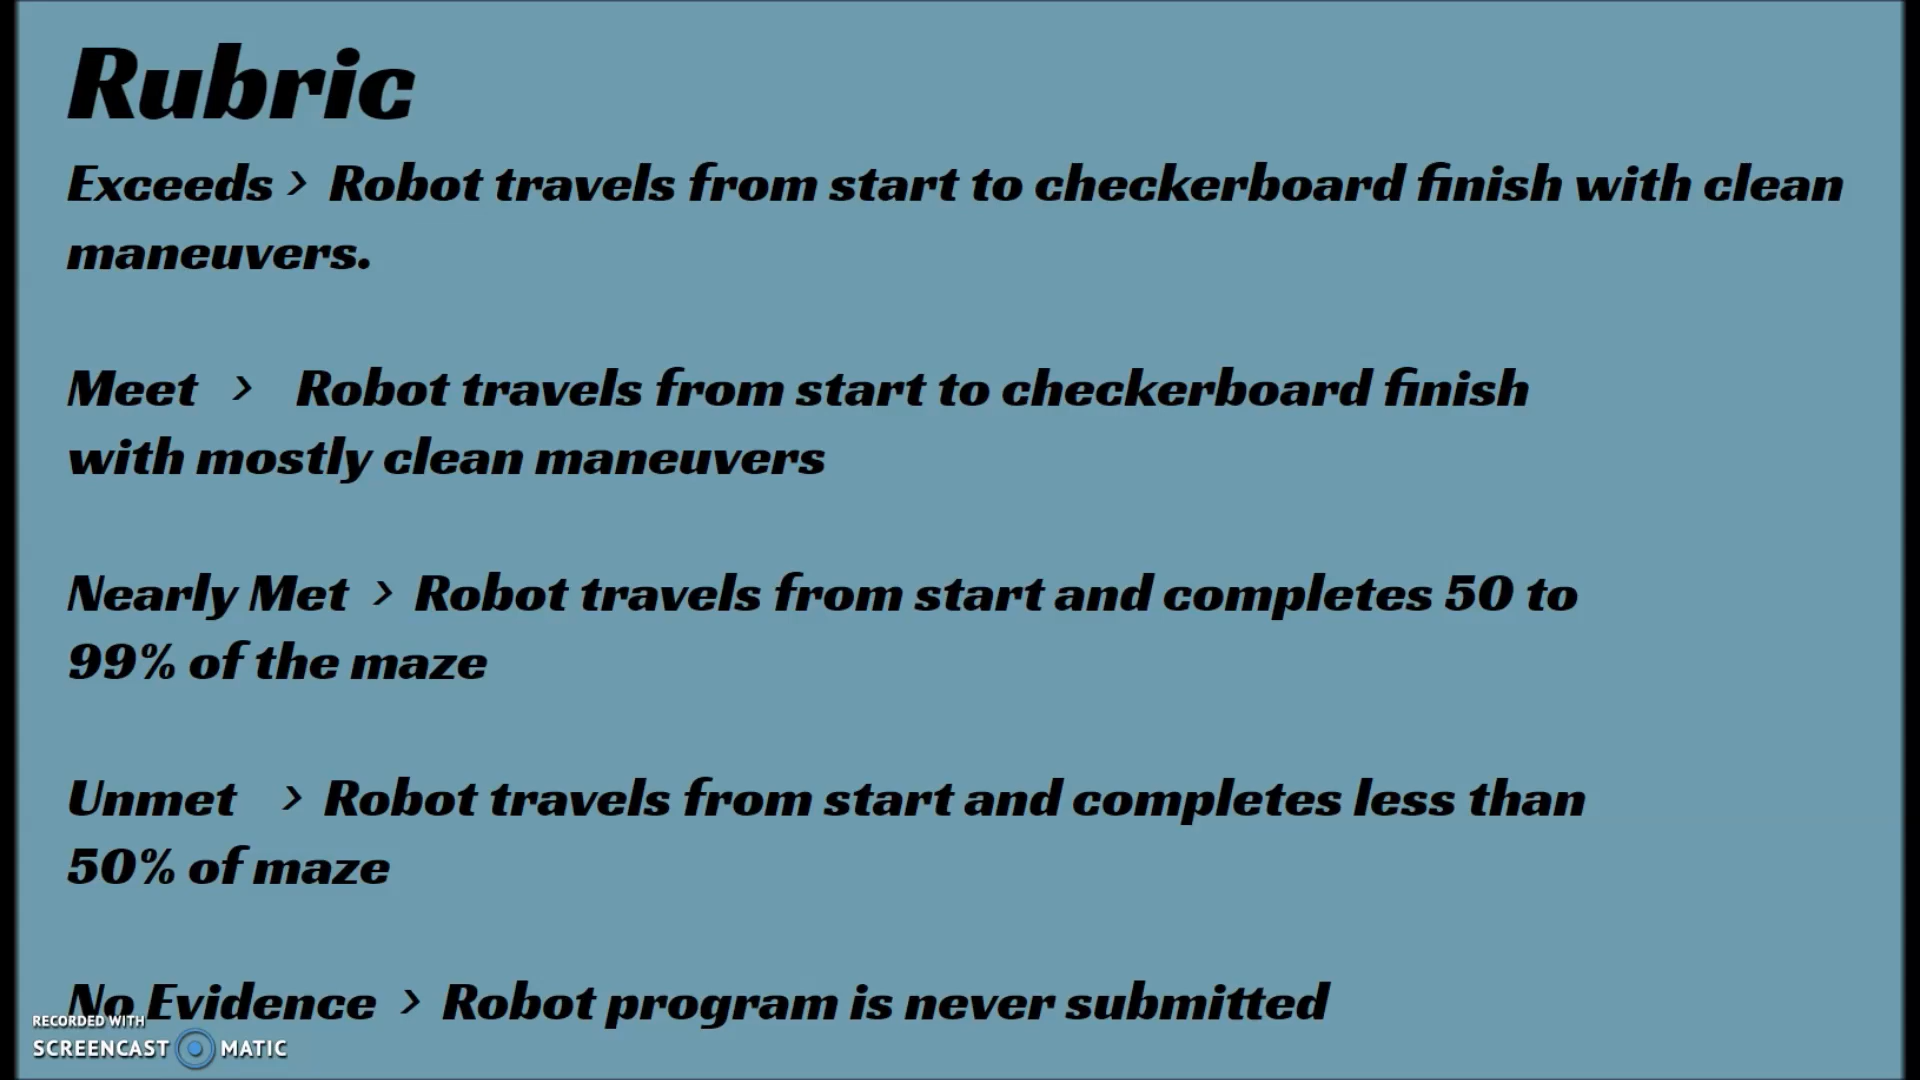 Rubric
Exceeds > Robot travels from start to checkerboard finish with clean
maneuvers.
Meet > Robot travels from start to checkerboard finish
with mostly clean maneuvers
Nearly Met > Robot travels from start and completes 50 to
99% of the maze
Unmet > Robot travels from start and completes less than
50% of maze
No Evidence > Robot program is never submitted
RECORDED WITH
SCREENCAST MATIC